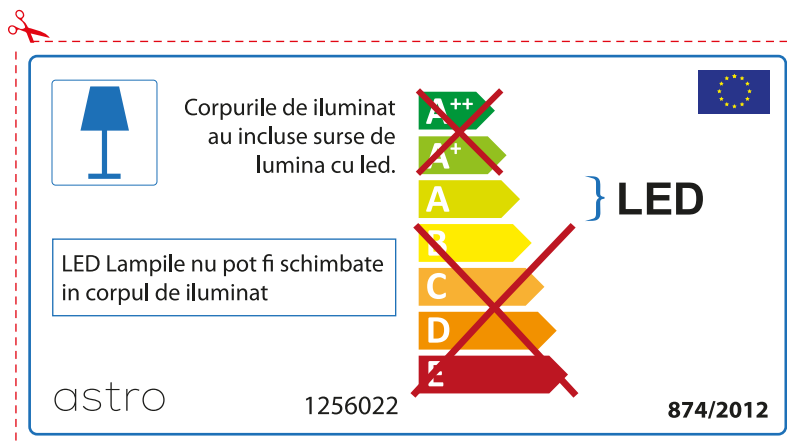 Corpurile de iluminat
au incluse surse de
lumina cu led.
LED Lampile nu pot fi schimbate
in corpul de iluminat
A++
A+
A
B
C
D
E
LED
astro
1256022
874/2012